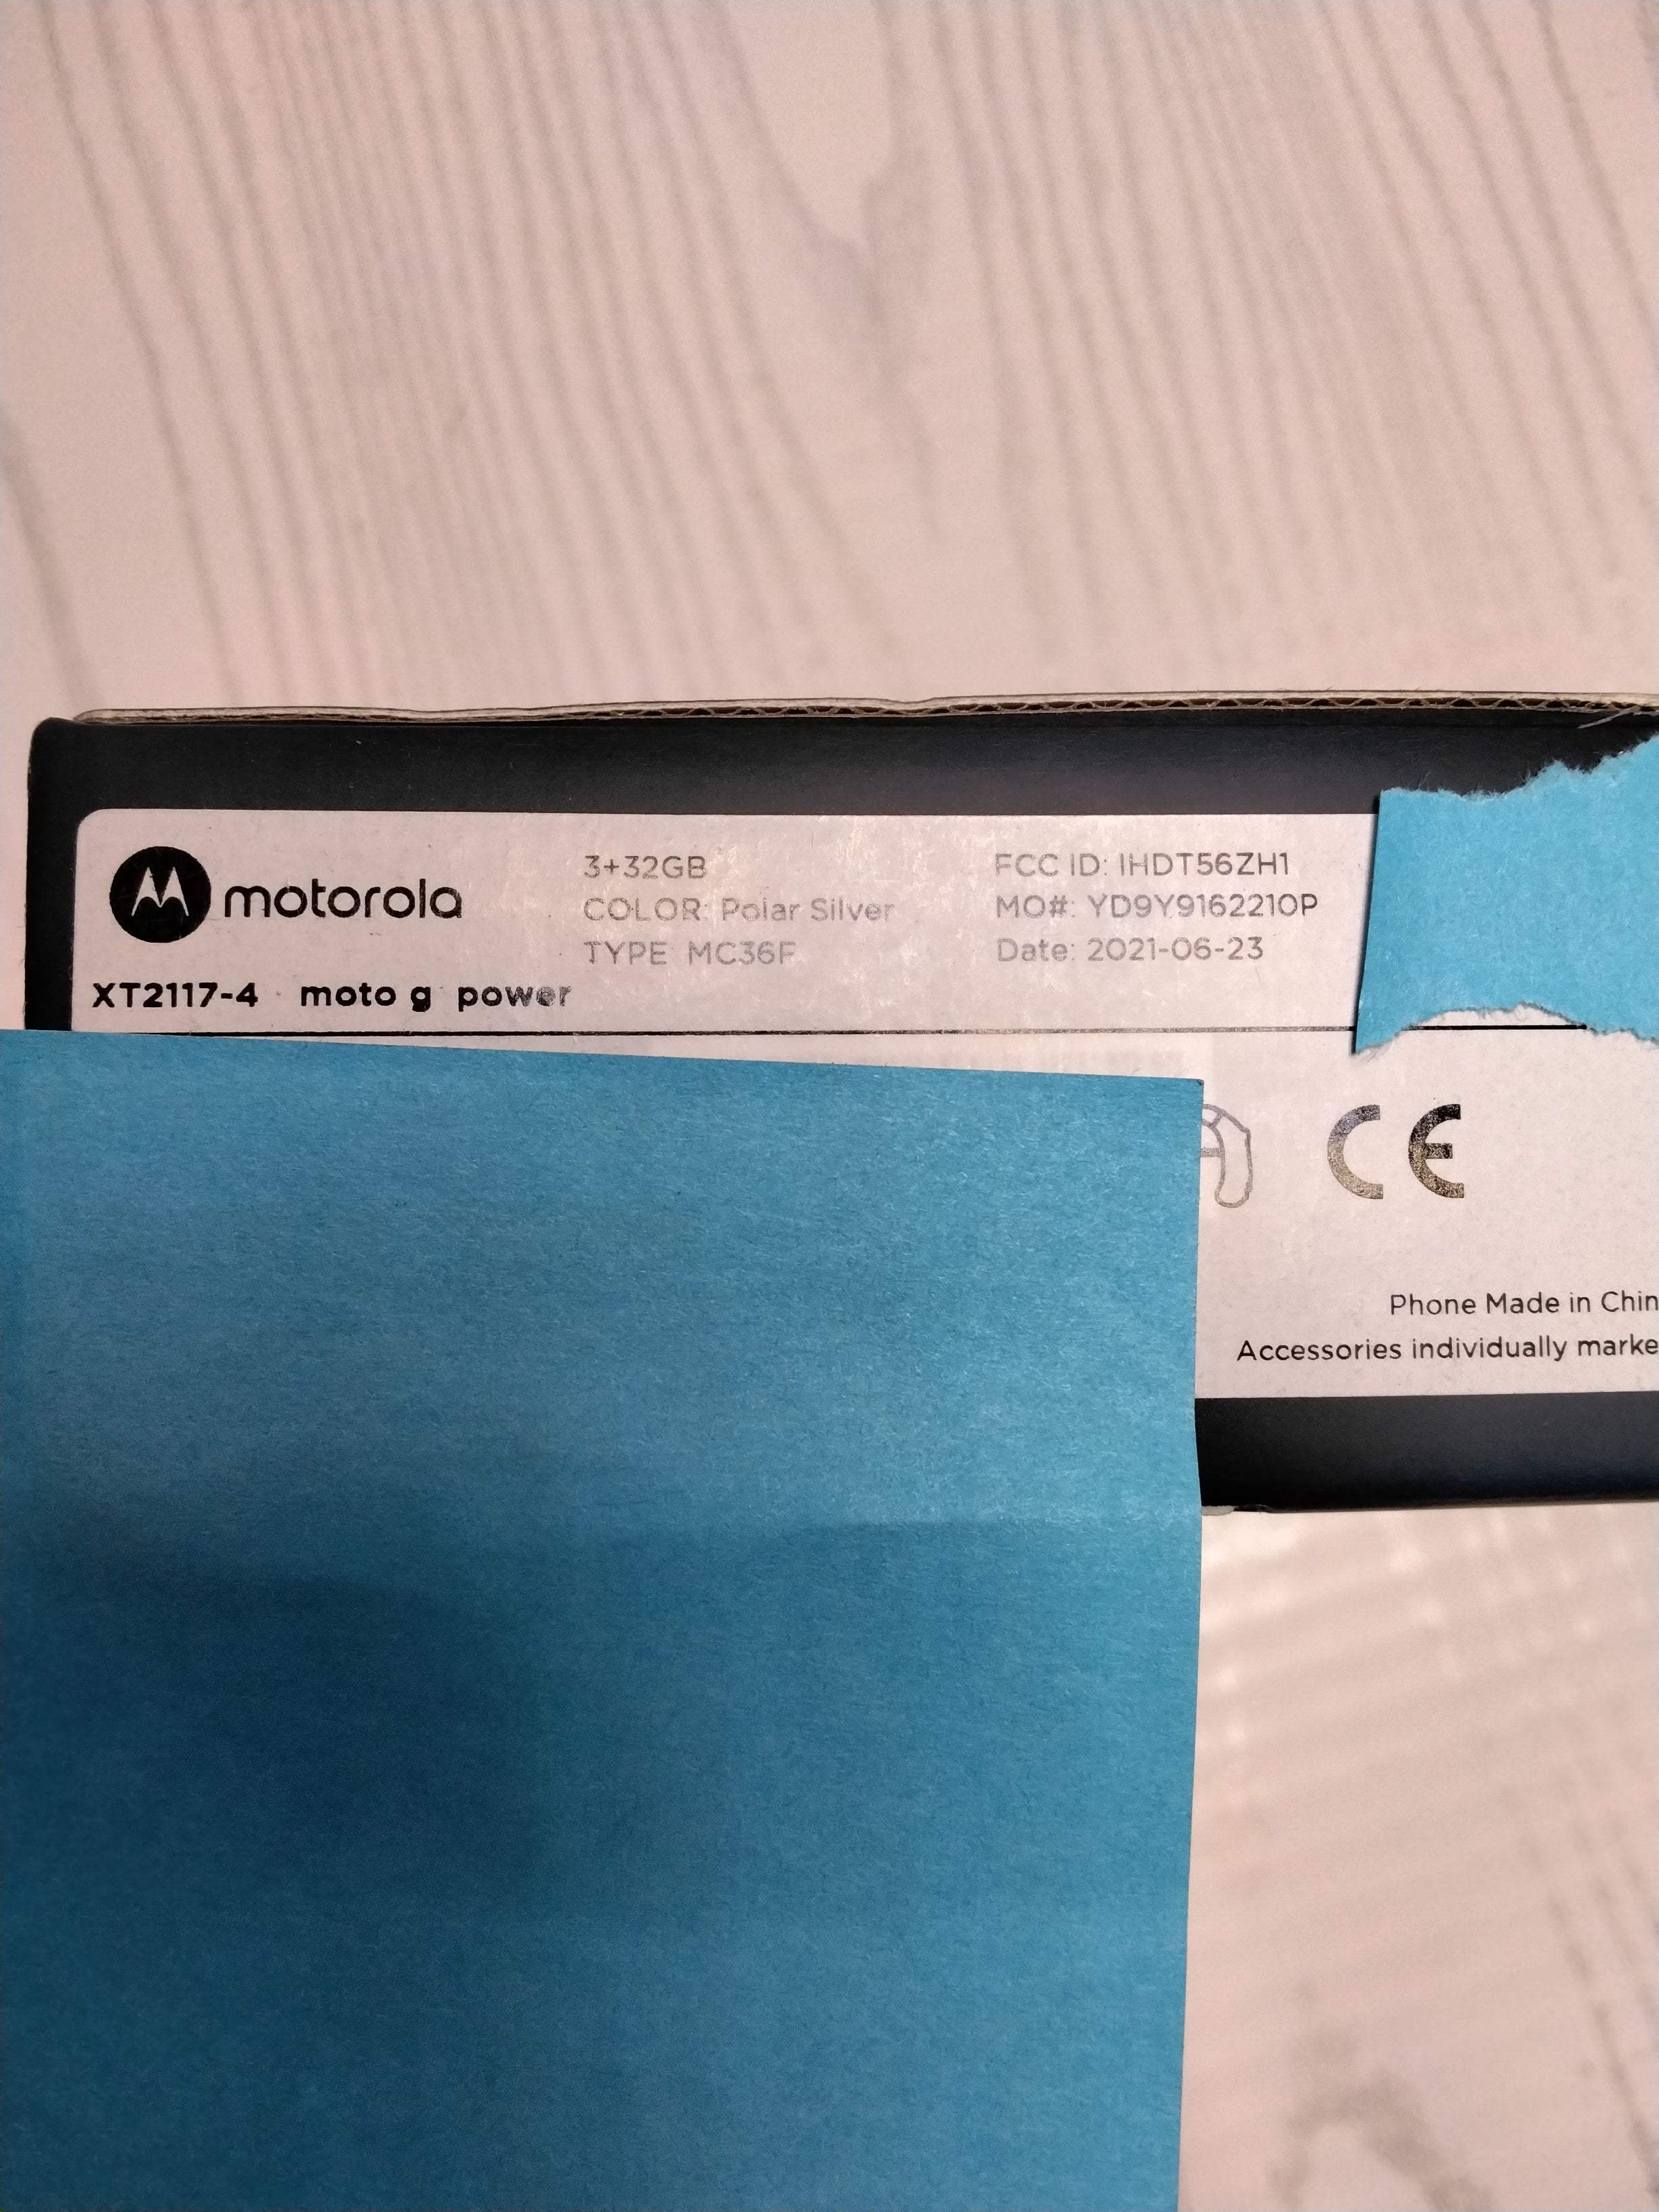 motorola
XT2117-4 moto g power
3+32GB
COLOR: Polar Silver
TYPE: MC36F
FCC ID: IHDT56ZH1
MO#: YD9Y916221OP
Date: 2021-06-23
CE
Phone Made in Chin
Accessories individually marke